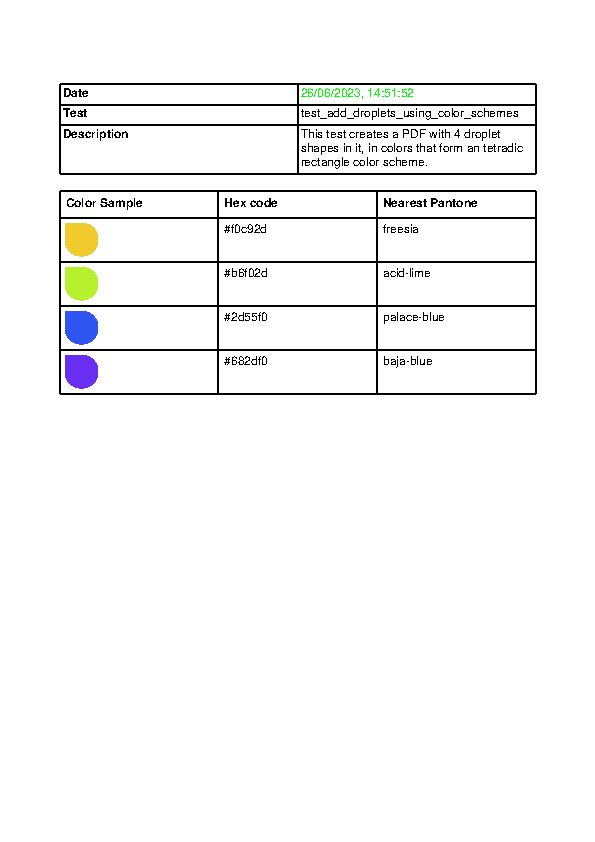 Date 26/06/2023, 14:51:52
Test test_add_droplets_using_color_schemes
Description This test creates a PDF with 4 droplet
shapes in it, in colors that form an tetradic
rectangle color scheme.
Color Sample Hex code Nearest Pantone
#f0c92d freesia
#b6f02d acid-lime
#2d55f0 palace-blue
#682df0 baja-blue